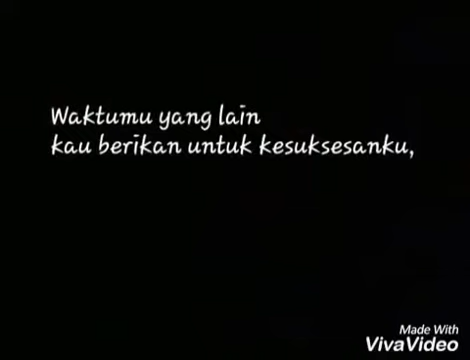 Waktumu yang lain
kau berikan untuk kesuksesanku,
Made With
VivaVideo